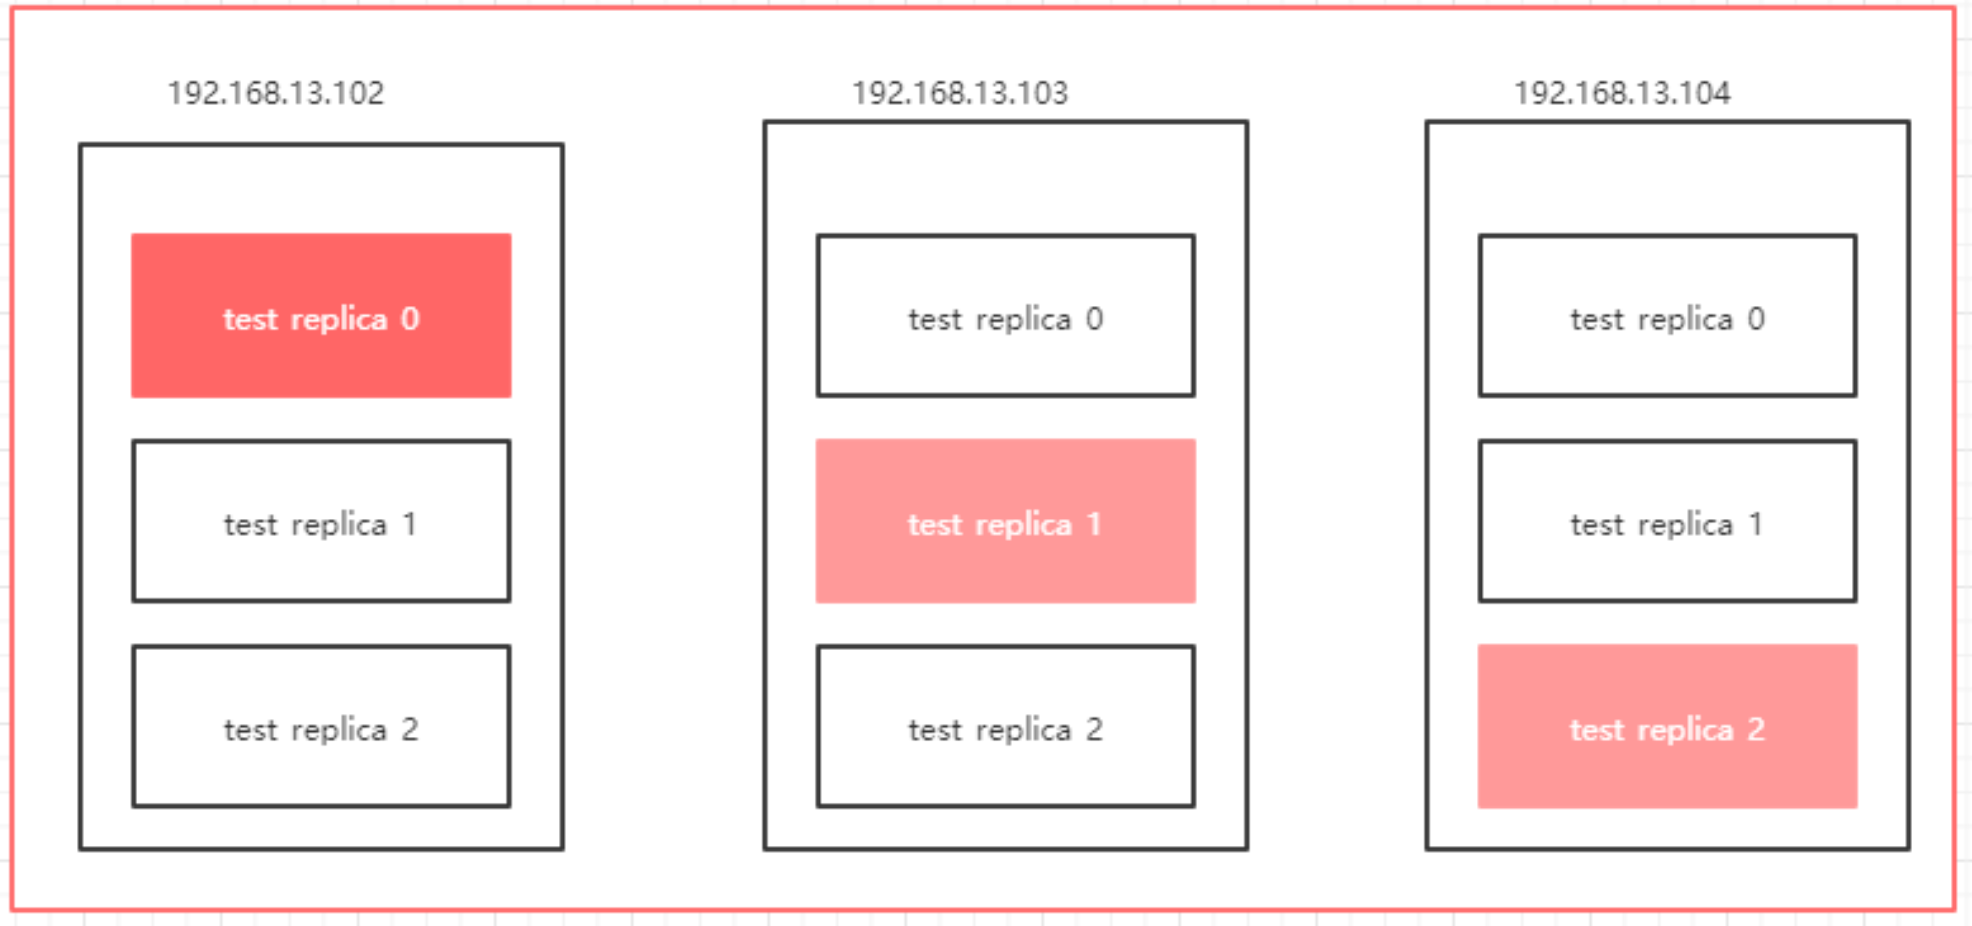 192.168.13.102
test replica 0
test replica 1
test replica 2
192.168.13.103
test replica 0
test replica 1
test replica 2
192.168.13.104
test replica 0
test replica 1
test replica 2